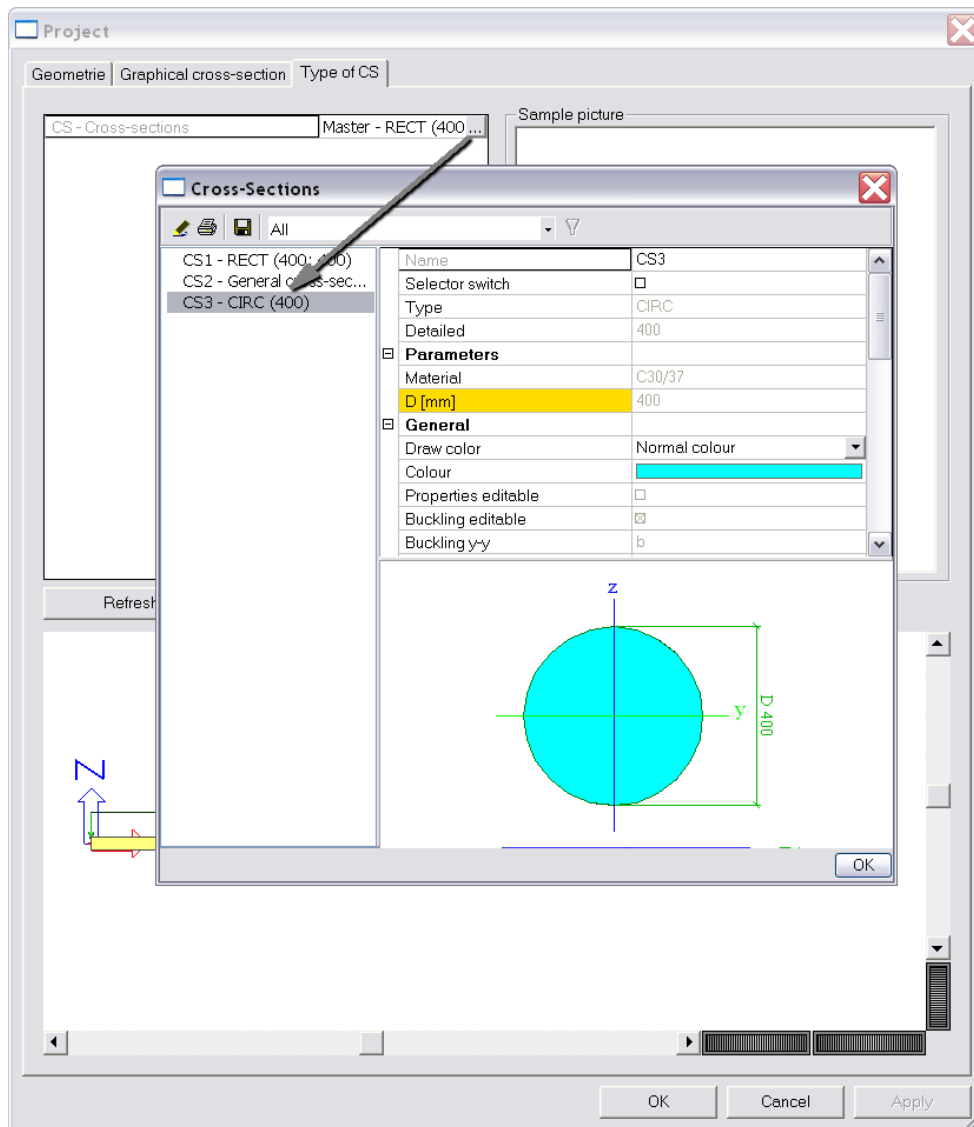 Project
Geometrie Graphical cross-section Type of CS
CS - Cross-sections Master - RECT (400 ...
Sample picture
Cross-Sections
All
CS1 - RECT (400; 400)
CS2 - General cross-sec...
CS3 - CIRC (400)
Name CS3
Selector switch
Type CIRC
Detailed 400
Parameters
Material C30/37
D [mm] 400
General
Draw color Normal colour
Colour
Properties editable
Buckling editable
Buckling y-y b
Refresh
z
y
D 400
Z
OK
OK Cancel Apply